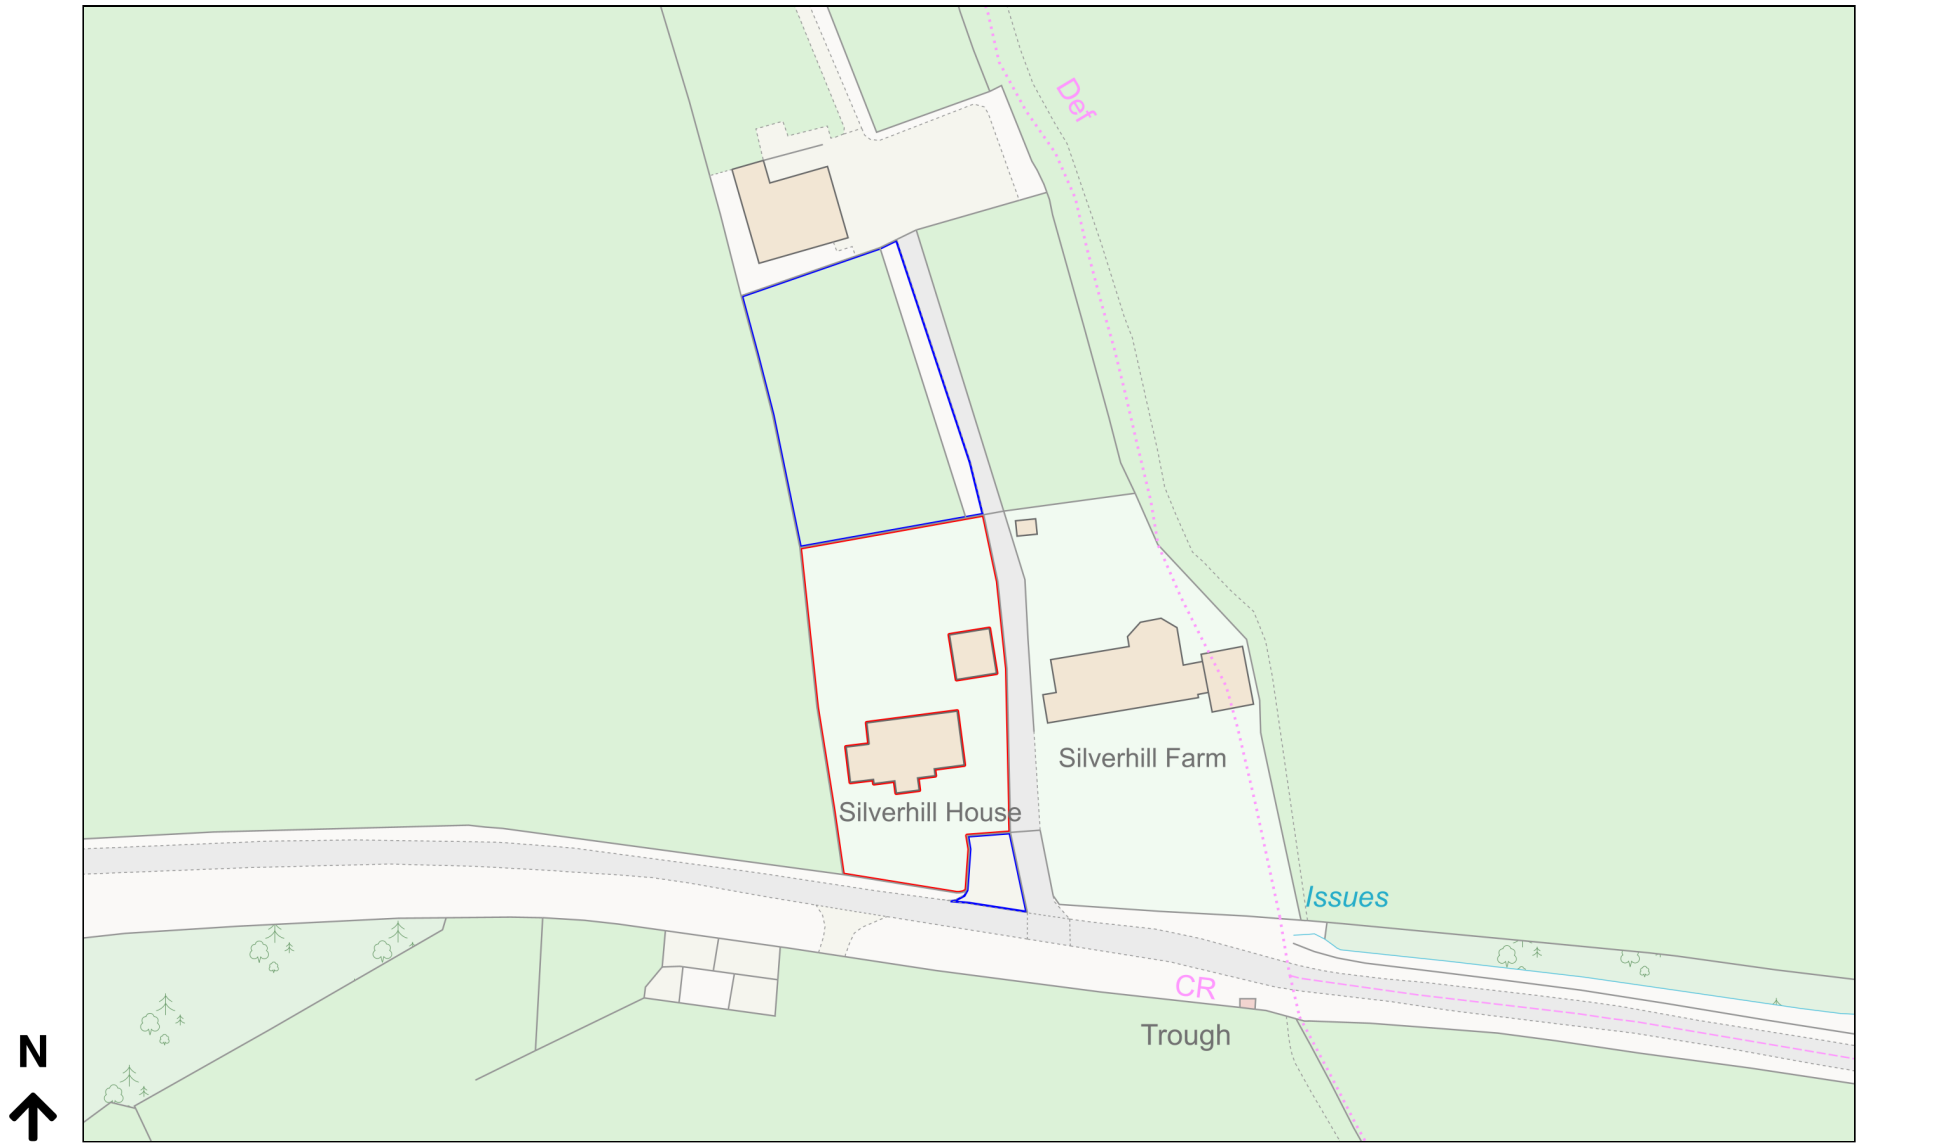 Def
Silverhill Farm
Silverhill House
Issues
CR
Trough
N